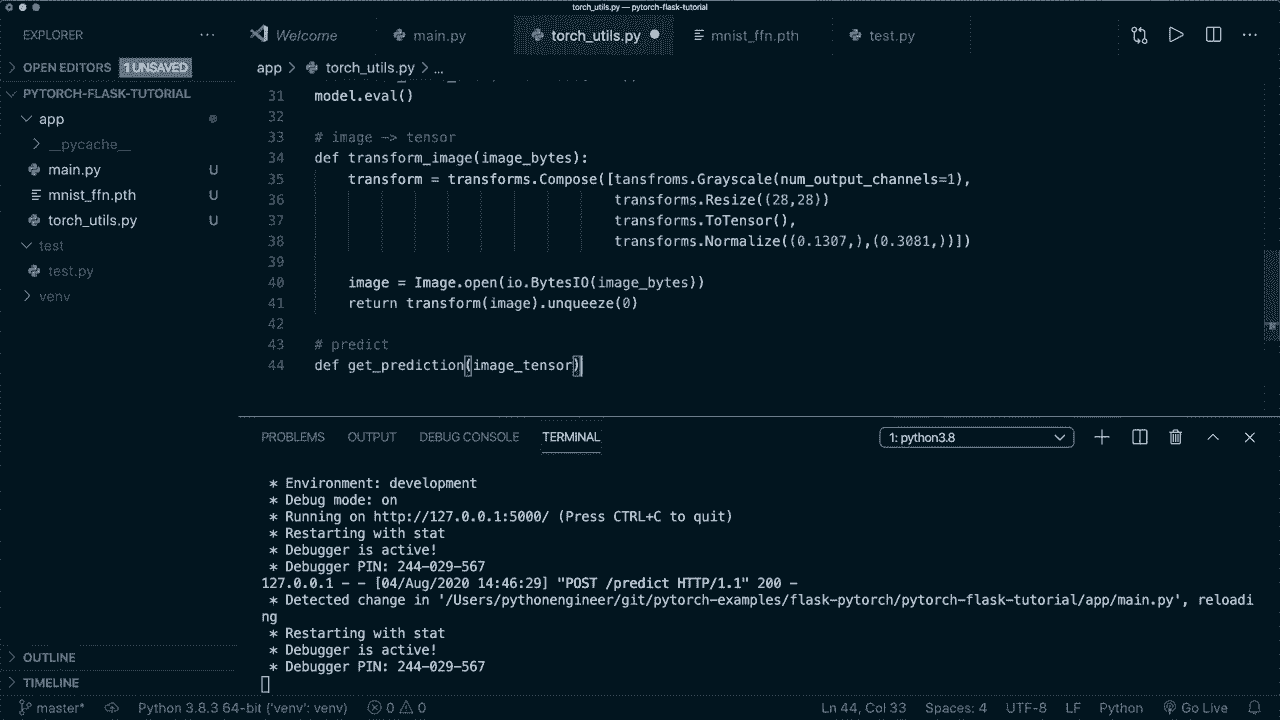 torch_utils.py — pytorch-flask-tutorial
EXPLORER
Welcome
main.py
torch_utils.py
mnist_ffn.pth
test.py
OPEN EDITORS 1 UNSAVED
app > torch_utils.py > ...
PYTORCH-FLASK-TUTORIAL
app
__pycache__
main.py U
mnist_ffn.pth U
torch_utils.py U
test
test.py
venv
31 model.eval()
32
33 # image -> tensor
34 def transform_image(image_bytes):
35 transform = transforms.Compose([tansfroms.Grayscale(num_output_channels=1),
36 transforms.Resize((28,28))
37 transforms.ToTensor(),
38 transforms.Normalize((0.1307,),(0.3081,))])
39
40 image = Image.open(io.BytesIO(image_bytes))
41 return transform(image).unqueeze(0)
42
43 # predict
44 def get_prediction(image_tensor)
PROBLEMS OUTPUT DEBUG CONSOLE TERMINAL 1: python3.8
* Environment: development
* Debug mode: on
* Running on http://127.0.0.1:5000/ (Press CTRL+C to quit)
* Restarting with stat
* Debugger is active!
* Debugger PIN: 244-029-567
127.0.0.1 - - [04/Aug/2020 14:46:29] "POST /predict HTTP/1.1" 200 -
* Detected change in '/Users/pythonengineer/git/pytorch-examples/flask-pytorch/pytorch-flask-tutorial/app/main.py', reloadi
ng
* Restarting with stat
* Debugger is active!
* Debugger PIN: 244-029-567
OUTLINE
TIMELINE
master* Python 3.8.3 64-bit ('venv': venv) 0 0 Ln 44, Col 33 Spaces: 4 UTF-8 LF Python Go Live